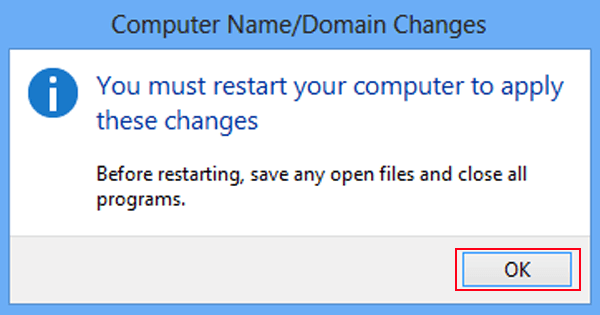 Computer Name/Domain Changes
You must restart your computer to apply
these changes
Before restarting, save any open files and close all
programs.
OK